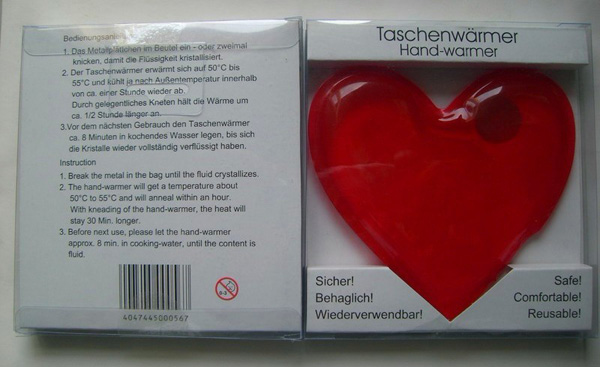 Bedienungsanleitung
1. Das Metallplättchen im Beutel ein - oder zweimal
knicken, damit die Flüssigkeit kristallisiert.
2. Der Taschenwärmer erwärmt sich auf 50°C bis
55°C und kühlt ja nach Außentemperatur innerhalb
von ca. einer Stunde wieder ab.
Durch gelegentliches Kneten hält die Wärme um
ca. 1/2 Stunde länger an.
3.Vor dem nächsten Gebrauch den Taschenwärmer
ca. 8 Minuten in kochendes Wasser legen, bis sich
die Kristalle wieder vollständig verflüssigt haben.
Instruction
1. Break the metal in the bag until the fluid crystallizes.
2. The hand-warmer will get a temperature about
50°C to 55°C and will anneal within an hour.
With kneading of the hand-warmer, the heat will
stay 30 Min. longer.
3. Before next use, please let the hand-warmer
approx. 8 min. in cooking-water, until the content is
fluid.
4047445000567
0-3
Taschenwärmer
Hand-warmer
Sicher!
Behaglich!
Wiederverwendbar!
Safe!
Comfortable!
Reusable!